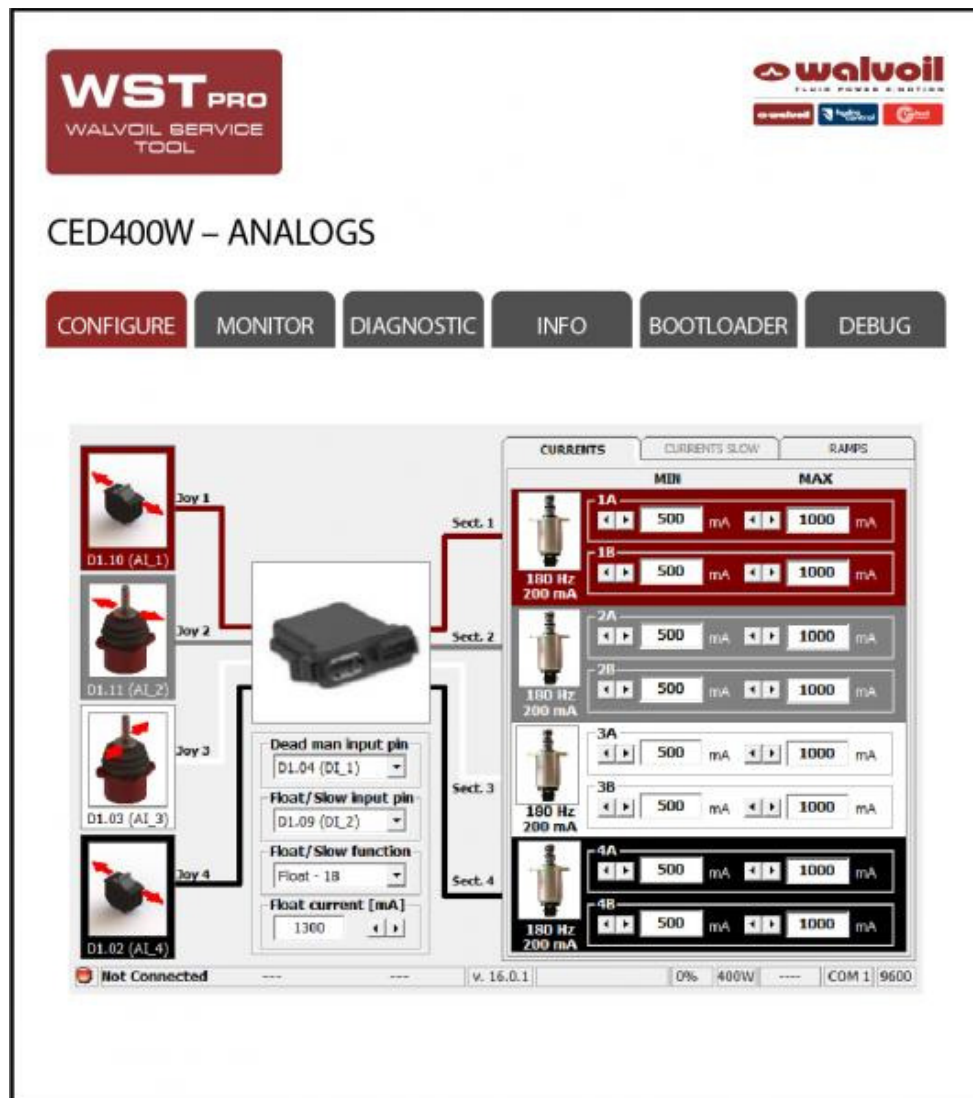 WST PRO
WALVOIL SERVICE
TOOL
walvoil
FLUID POWER E-MOTION
walvoil
hydro
control
CED400W – ANALOGS
CONFIGURE MONITOR DIAGNOSTIC INFO BOOTLOADER DEBUG
CURRENTS CURRENTS SLOW RAMPS
MIN MAX
Joy 1
D1.10 (AI_1)
Joy 2
D1.11 (AI_2)
Joy 3
D1.03 (AI_3)
Joy 4
D1.02 (AI_4)
Dead man input pin
D1.04 (DI_1)
Float/Slow input pin
D1.09 (DI_2)
Float/Slow function
Float - 1B
Float current [mA]
1300
Sect. 1
Sect. 2
Sect. 3
Sect. 4
1A
500 mA 1000 mA
1B
500 mA 1000 mA
180 Hz
200 mA
2A
500 mA 1000 mA
2B
500 mA 1000 mA
180 Hz
200 mA
3A
500 mA 1000 mA
3B
500 mA 1000 mA
180 Hz
200 mA
4A
500 mA 1000 mA
4B
500 mA 1000 mA
180 Hz
200 mA
Not Connected --- --- v. 16.0.1 0% 400W ---- COM 1 9600